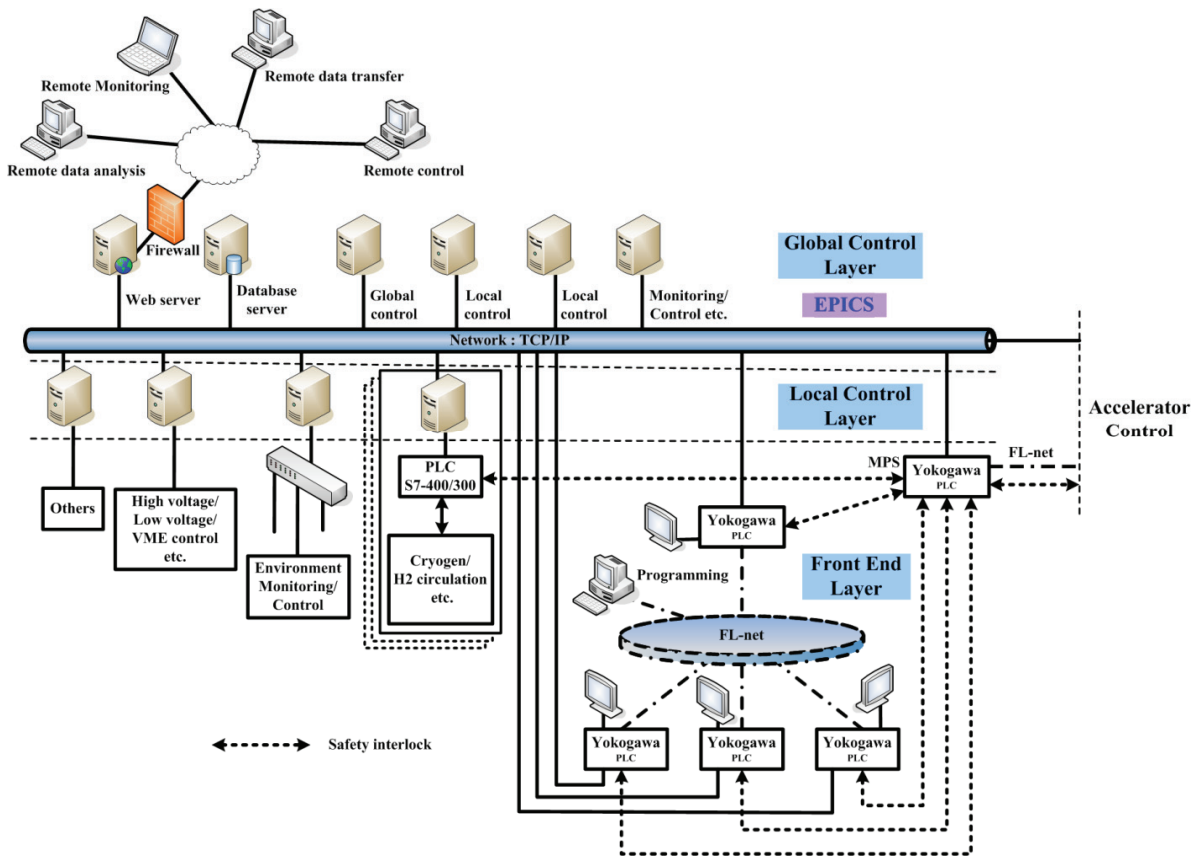 Remote Monitoring
Remote data transfer
Remote data analysis
Remote control
Firewall
Web server
Database
server
Global
control
Local
control
Local
control
Monitoring/
Control etc.
Global Control
Layer
EPICS
Network : TCP/IP
Local Control
Layer
Accelerator
Control
Others
High voltage/
Low voltage/
VME control
etc.
Environment
Monitoring/
Control
PLC
S7-400/300
Cryogen/
H2 circulation
etc.
MPS
Yokogawa
PLC
FL-net
Yokogawa
PLC
Programming
Front End
Layer
FL-net
Yokogawa
PLC
Yokogawa
PLC
Yokogawa
PLC
Safety interlock